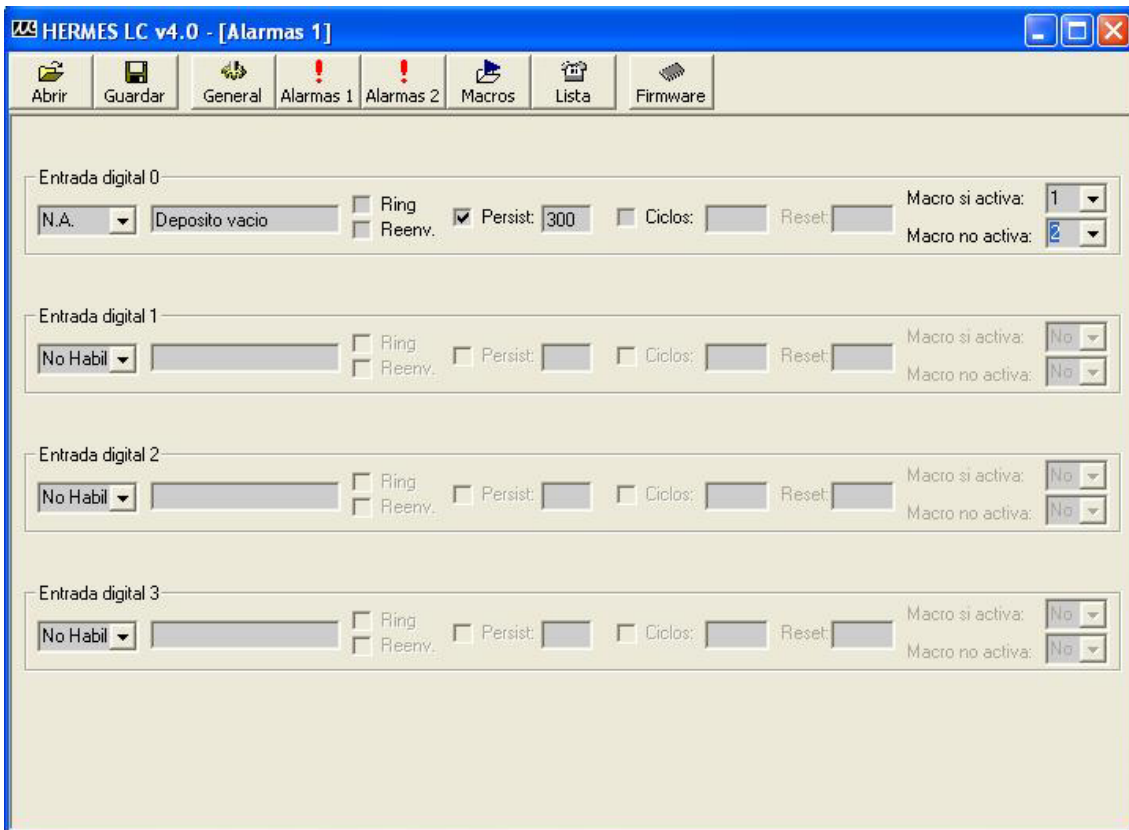 HERMES LC v4.0 - [Alarmas 1]
Abrir Guardar General Alarmas 1 Alarmas 2 Macros Lista Firmware
Entrada digital 0
N.A. Deposito vacio
Ring
Reenv.
Persist: 300 Ciclos: Reset:
Macro si activa: 1
Macro no activa: 2
Entrada digital 1
No Habil
Ring
Reenv.
Persist: Ciclos: Reset:
Macro si activa: No
Macro no activa: No
Entrada digital 2
No Habil
Ring
Reenv.
Persist: Ciclos: Reset:
Macro si activa: No
Macro no activa: No
Entrada digital 3
No Habil
Ring
Reenv.
Persist: Ciclos: Reset:
Macro si activa: No
Macro no activa: No